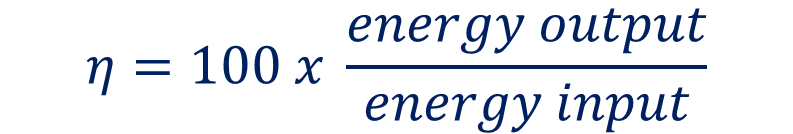 η = 100 x energy output
energy input